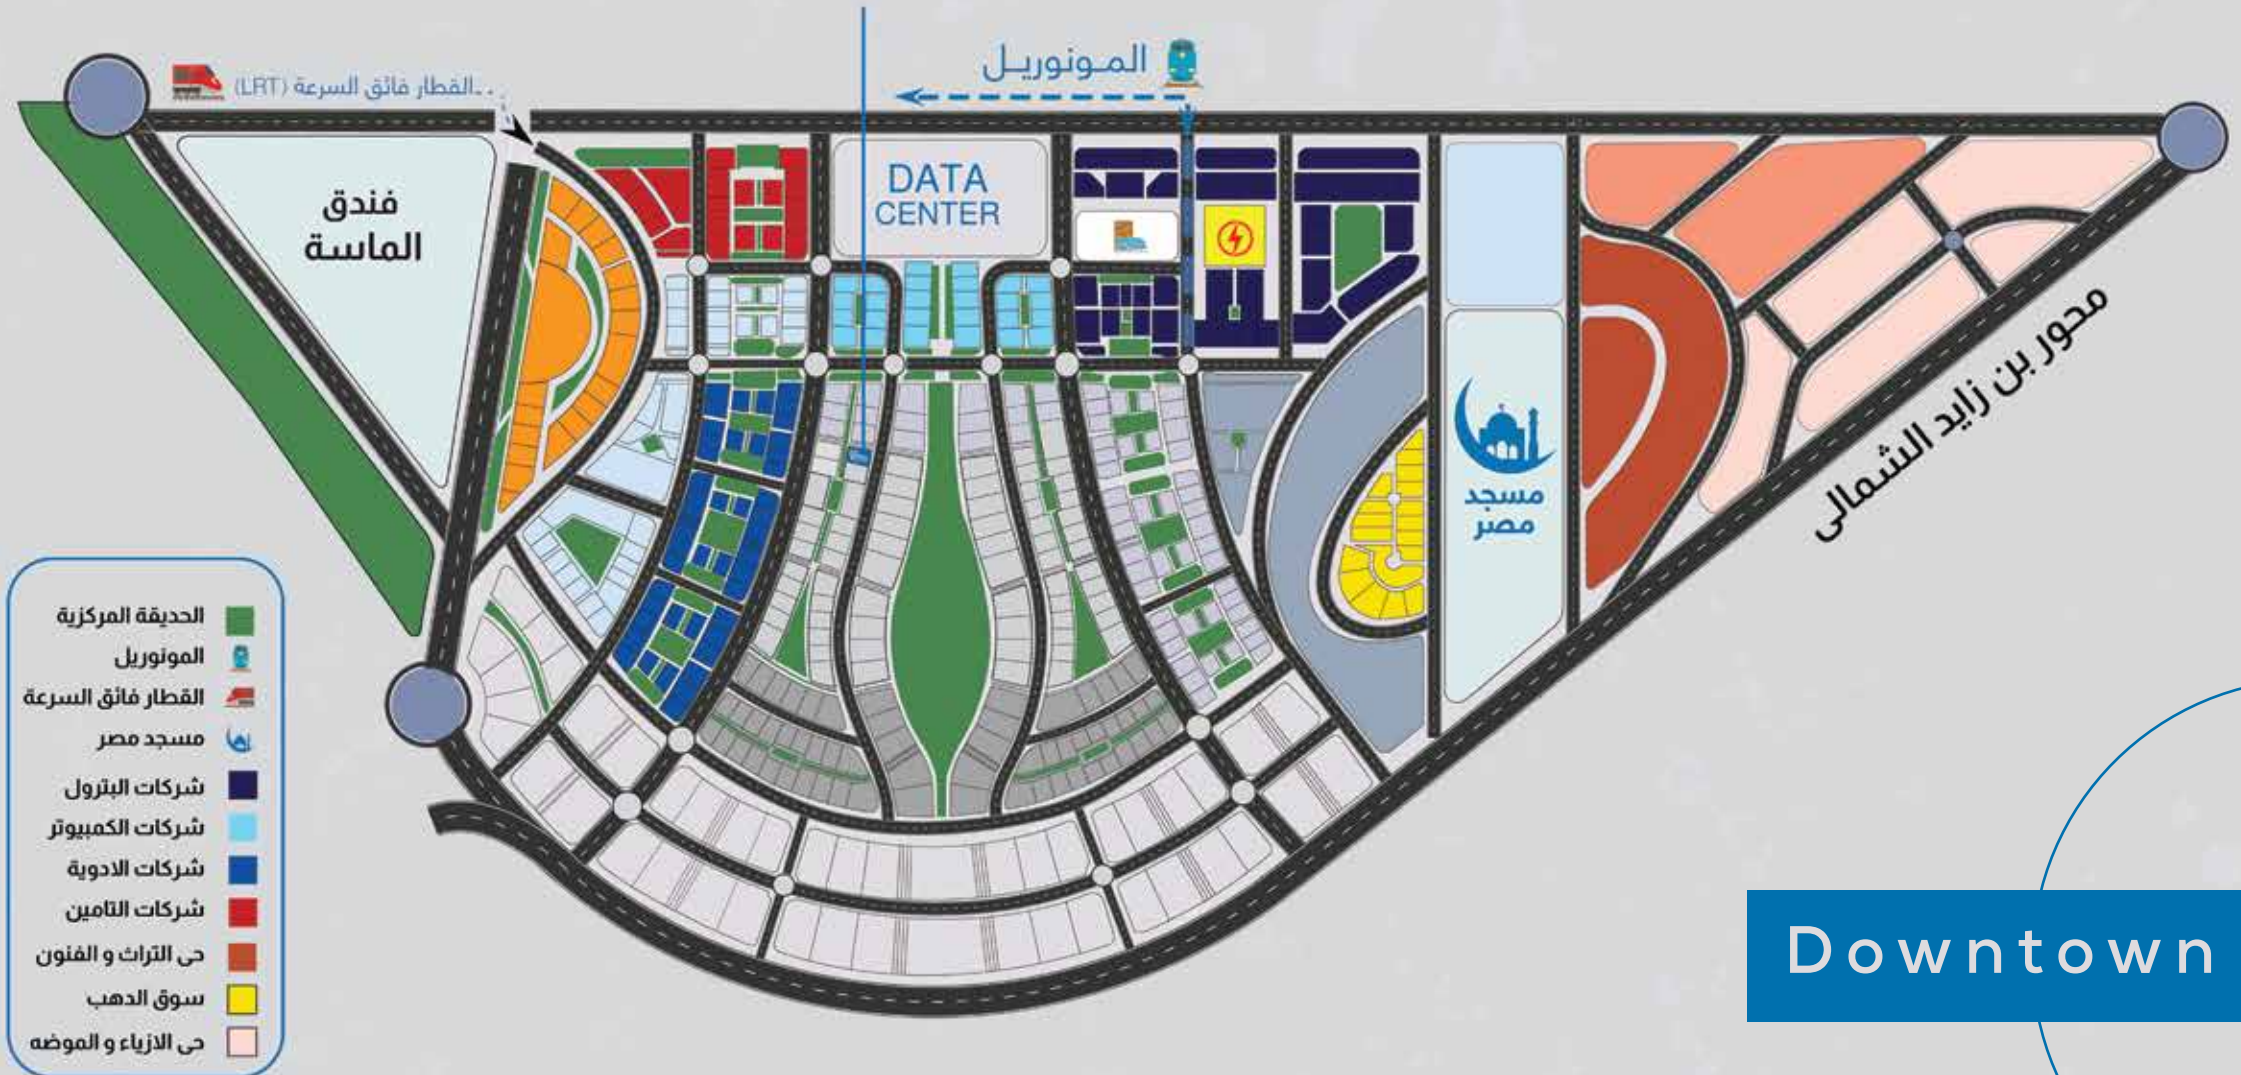 المونوريل
القطار فائق السرعة (LRT)
فندق
الماسة
DATA
CENTER
مسجد
مصر
محور بن زايد الشمالى
الحديقة المركزية
المونوريل
القطار فائق السرعة
مسجد مصر
شركات البترول
شركات الكمبيوتر
شركات الادوية
شركات التامين
حى التراث و الفنون
سوق الدهب
حى الازياء و الموضه
Downtown